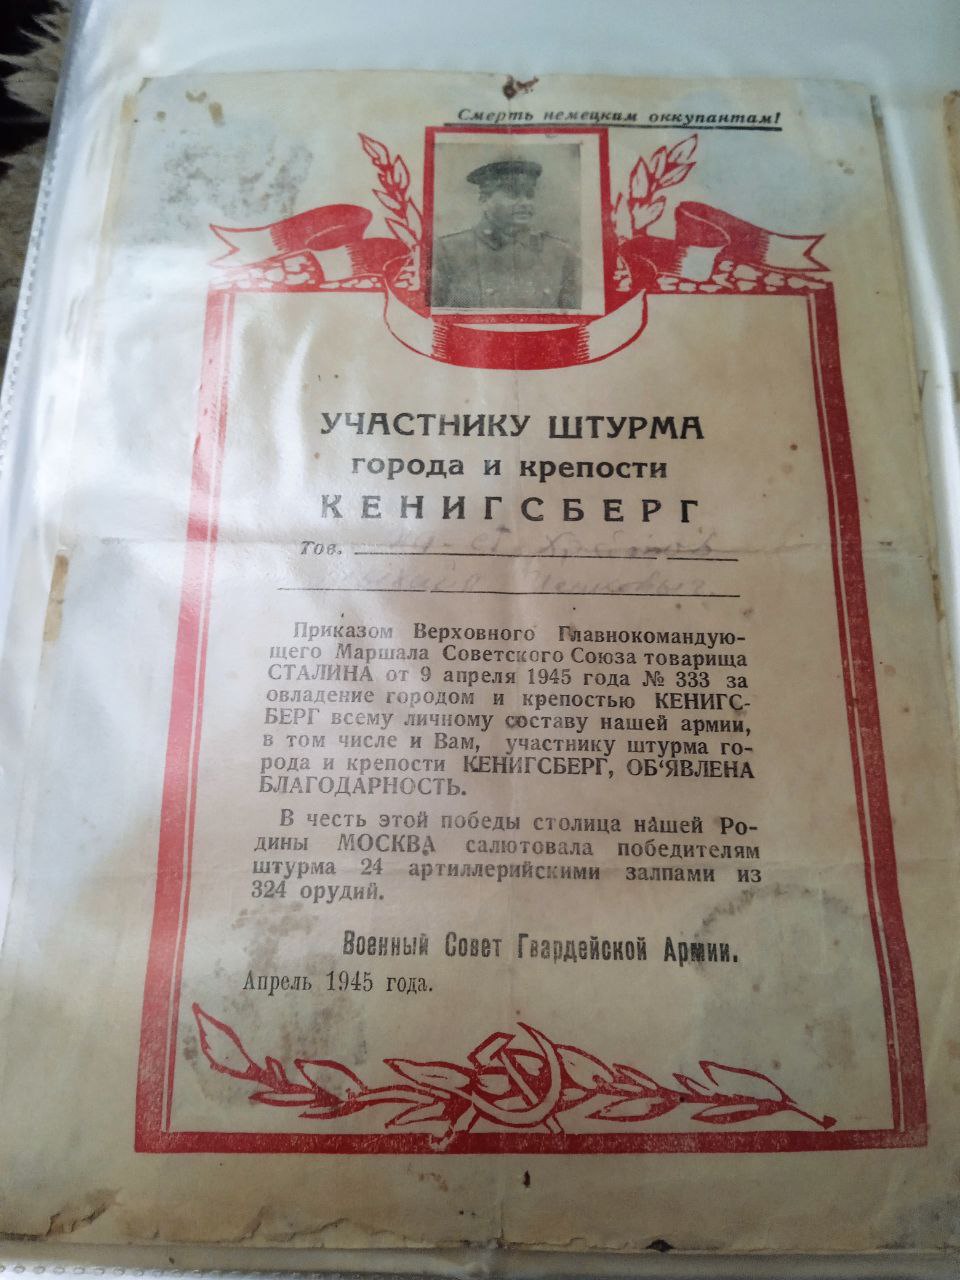 Смерть немецким оккупантам!
УЧАСТНИКУ ШТУРМА
города и крепости
КЕНИГСБЕРГ
Тов.
Приказом Верховного Главнокомандую-
щего Маршала Советского Союза товарища
СТАЛИНА от 9 апреля 1945 года № 333 за
овладение городом и крепостью КЕНИГС-
БЕРГ всему личному составу нашей армии,
в том числе и Вам, участнику штурма го-
рода и крепости КЕНИГСБЕРГ, ОБ‘ЯВЛЕНА
БЛАГОДАРНОСТЬ.
В честь этой победы столица нашей Ро-
дины МОСКВА салютовала победителям
штурма 24 артиллерийскими залпами из
324 орудий.
Военный Совет Гвардейской Армии.
Апрель 1945 года.